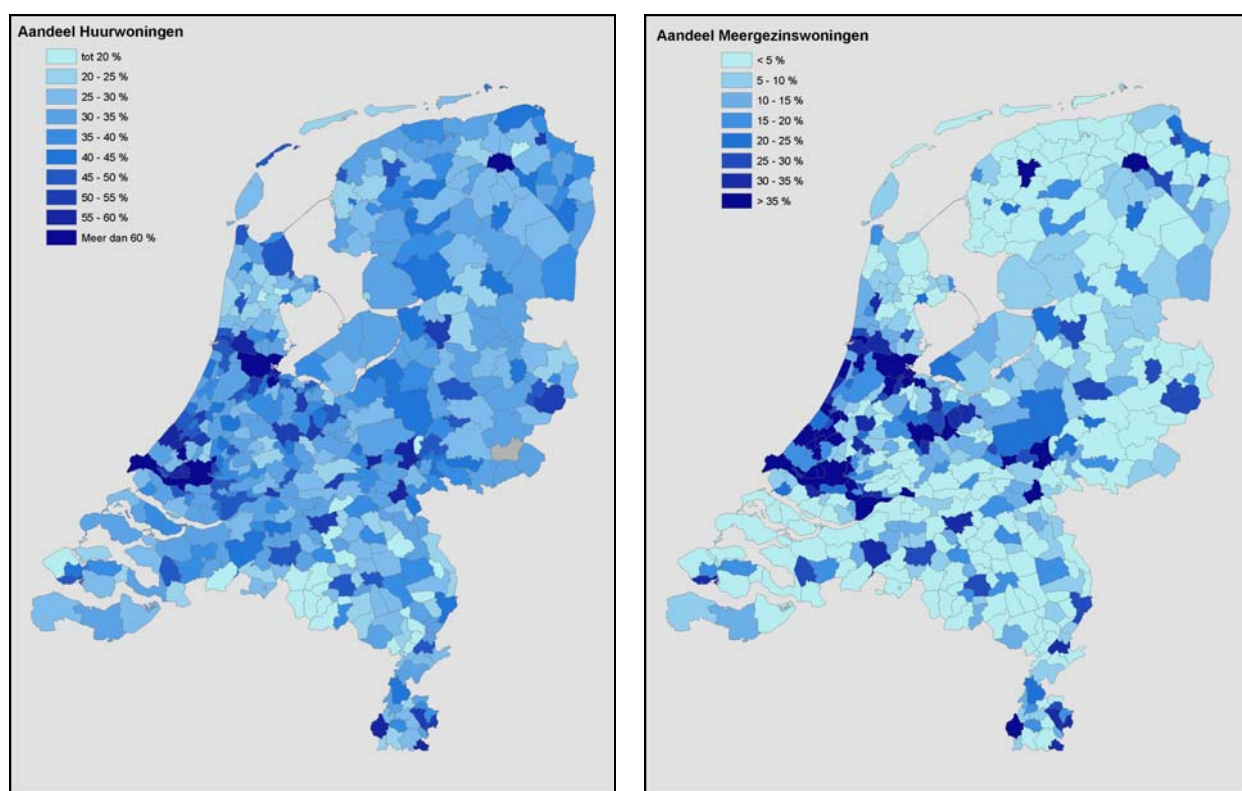 Aandeel Huurwoningen
tot 20 %
20 - 25 %
25 - 30 %
30 - 35 %
35 - 40 %
40 - 45 %
45 - 50 %
50 - 55 %
55 - 60 %
Meer dan 60 %
Aandeel Meergezinswoningen
< 5 %
5 - 10 %
10 - 15 %
15 - 20 %
20 - 25 %
25 - 30 %
30 - 35 %
> 35 %